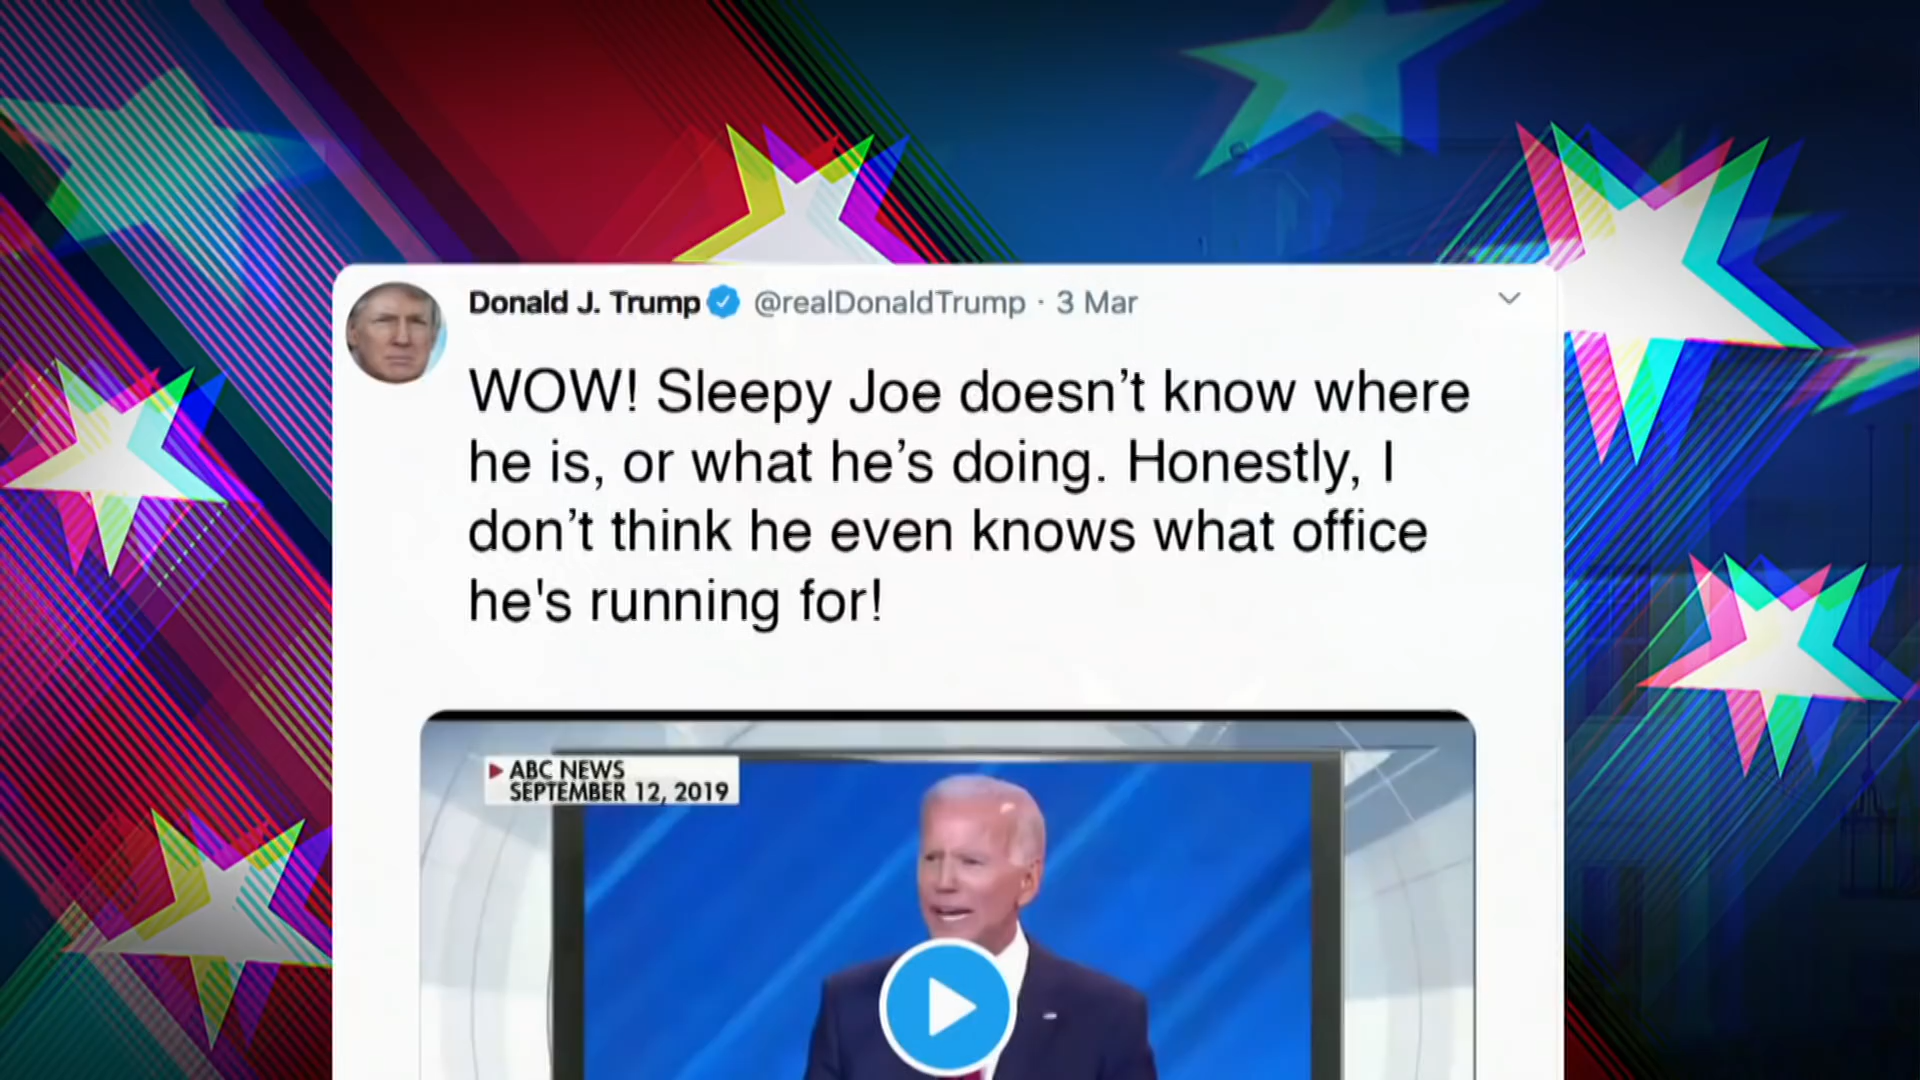 Donald J. Trump @realDonaldTrump · 3 Mar
WOW! Sleepy Joe doesn’t know where
he is, or what he’s doing. Honestly, I
don’t think he even knows what office
he's running for!
ABC NEWS
SEPTEMBER 12, 2019